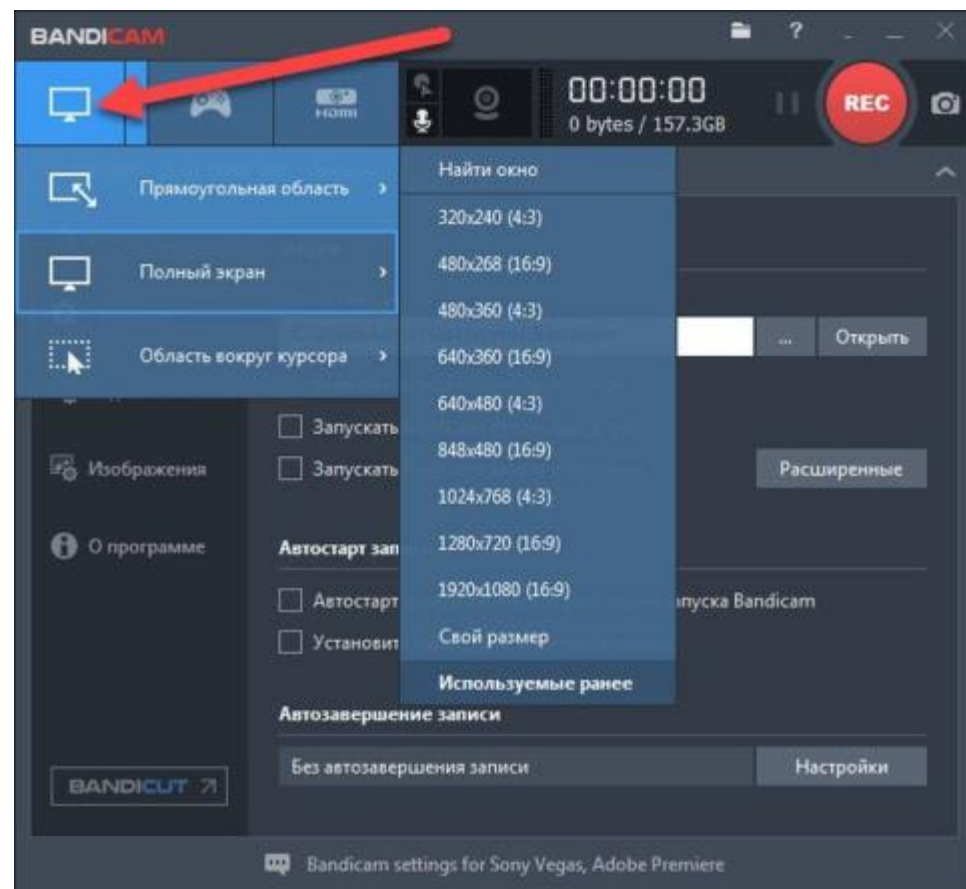 BANDICAM
?
HDMI
00:00:00
0 bytes / 157.3GB
REC
Прямоугольная область
Полный экран
Область вокруг курсора
Найти окно
320x240 (4:3)
480x268 (16:9)
480x360 (4:3)
640x360 (16:9)
640x480 (4:3)
848x480 (16:9)
1024x768 (4:3)
1280x720 (16:9)
1920x1080 (16:9)
Свой размер
Используемые ранее
... Открыть
Запускать
Изображения
Запускать
Расширенные
О программе
Автостарт зап
Автостарт
апуска Bandicam
Установит
Автозавершение записи
Без автозавершения записи
Настройки
BANDICUT
Bandicam settings for Sony Vegas, Adobe Premiere